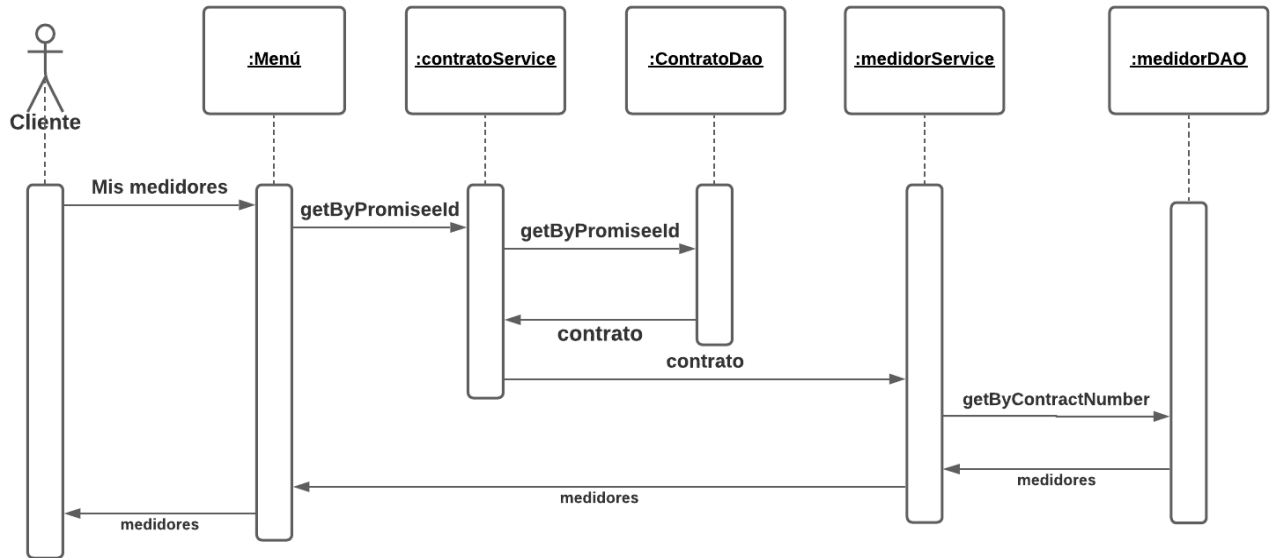 :Menú
:contratoService
:ContratoDao
:medidorService
:medidorDAO
Cliente
Mis medidores
getByPromiseeId
getByPromiseeId
contrato
contrato
getByContractNumber
medidores
medidores
medidores